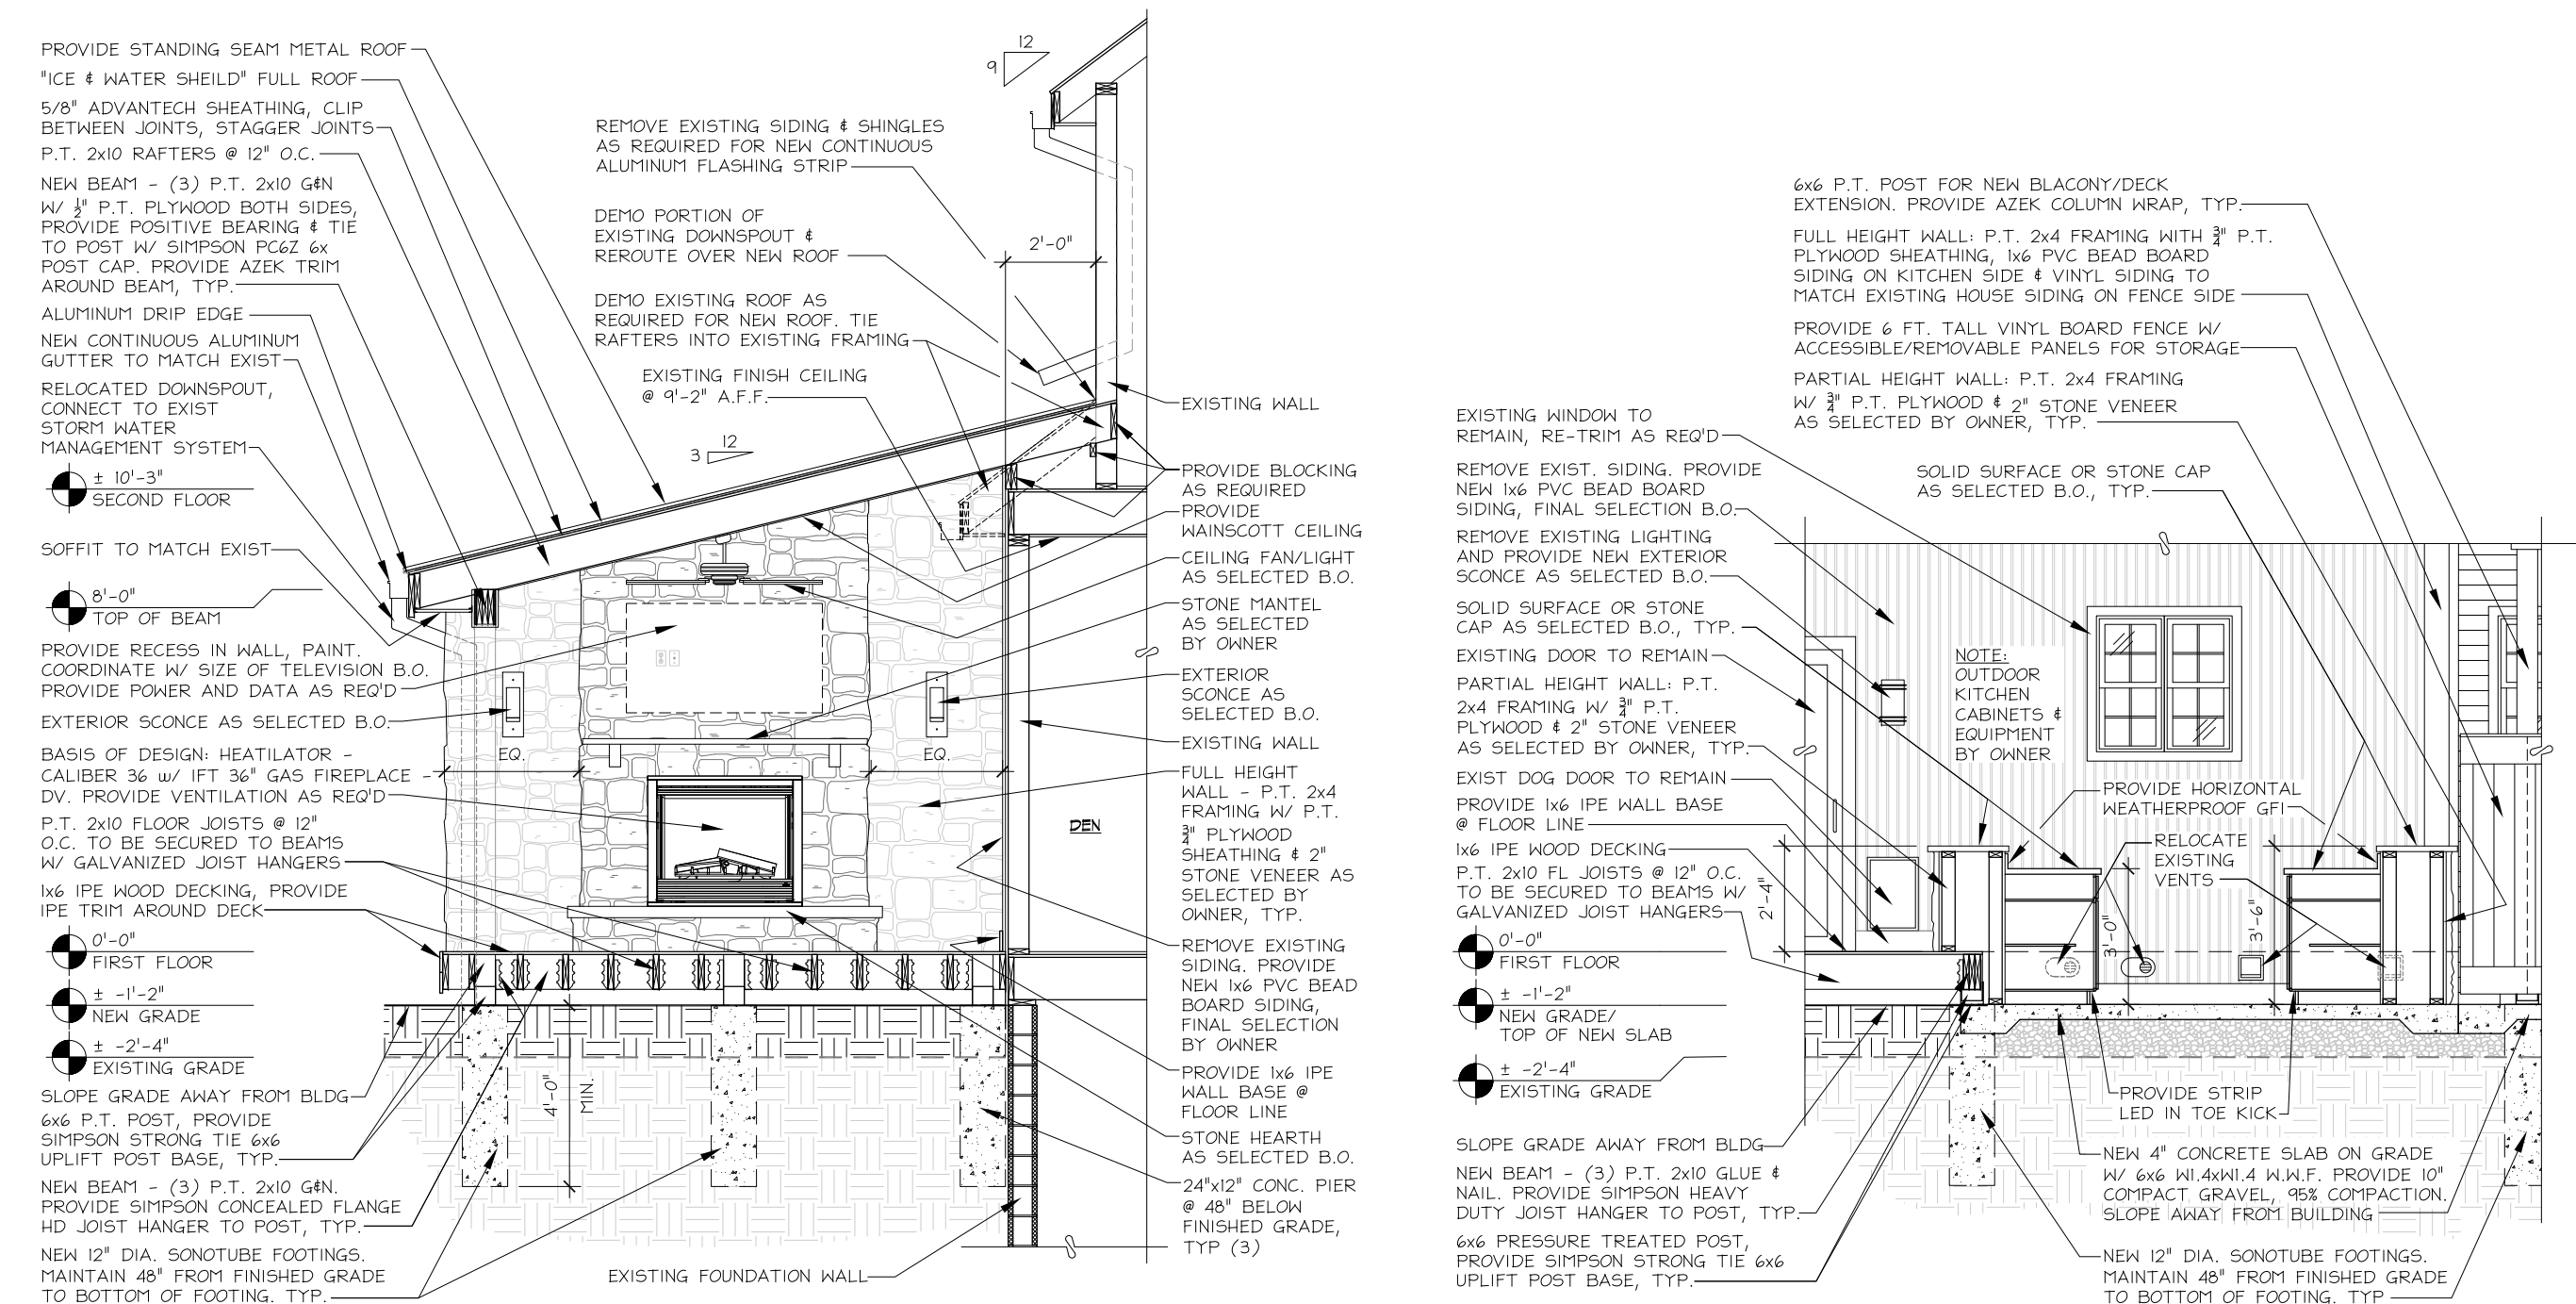 PROVIDE STANDING SEAM METAL ROOF
"ICE & WATER SHEILD" FULL ROOF
5/8" ADVANTECH SHEATHING, CLIP
BETWEEN JOINTS, STAGGER JOINTS
P.T. 2x10 RAFTERS @ 12" O.C.
NEW BEAM - (3) P.T. 2x10 G&N
W/ 1/2" P.T. PLYWOOD BOTH SIDES,
PROVIDE POSITIVE BEARING & TIE
TO POST W/ SIMPSON PC6Z 6x
POST CAP. PROVIDE AZEK TRIM
AROUND BEAM, TYP.
ALUMINUM DRIP EDGE
NEW CONTINUOUS ALUMINUM
GUTTER TO MATCH EXIST
RELOCATED DOWNSPOUT,
CONNECT TO EXIST
STORM WATER
MANAGEMENT SYSTEM
± 10'-3"
SECOND FLOOR
SOFFIT TO MATCH EXIST
8'-0"
TOP OF BEAM
PROVIDE RECESS IN WALL, PAINT.
COORDINATE W/ SIZE OF TELEVISION B.O.
PROVIDE POWER AND DATA AS REQ'D
EXTERIOR SCONCE AS SELECTED B.O.
BASIS OF DESIGN: HEATILATOR -
CALIBER 36 W/ IFT 36" GAS FIREPLACE -
DV. PROVIDE VENTILATION AS REQ'D
P.T. 2x10 FLOOR JOISTS @ 12"
O.C. TO BE SECURED TO BEAMS
W/ GALVANIZED JOIST HANGERS
1x6 IPE WOOD DECKING, PROVIDE
IPE TRIM AROUND DECK
0'-0"
FIRST FLOOR
± -1'-2"
NEW GRADE
± -2'-4"
EXISTING GRADE
SLOPE GRADE AWAY FROM BLDG
6x6 P.T. POST, PROVIDE
SIMPSON STRONG TIE 6x6
UPLIFT POST BASE, TYP.
NEW BEAM - (3) P.T. 2x10 G&N.
PROVIDE SIMPSON CONCEALED FLANGE
HD JOIST HANGER TO POST, TYP.
NEW 12" DIA. SONOTUBE FOOTINGS.
MAINTAIN 48" FROM FINISHED GRADE
TO BOTTOM OF FOOTING. TYP.
12
9
REMOVE EXISTING SIDING & SHINGLES
AS REQUIRED FOR NEW CONTINUOUS
ALUMINUM FLASHING STRIP
DEMO PORTION OF
EXISTING DOWNSPOUT &
REROUTE OVER NEW ROOF
2'-0"
DEMO EXISTING ROOF AS
REQUIRED FOR NEW ROOF. TIE
RAFTERS INTO EXISTING FRAMING
EXISTING FINISH CEILING
@ 9'-2" A.F.F.
12
3
EQ.
EQ.
DEN
4'-0"
MIN.
EXISTING FOUNDATION WALL
EXISTING WALL
PROVIDE BLOCKING
AS REQUIRED
PROVIDE
WAINSCOTT CEILING
CEILING FAN/LIGHT
AS SELECTED B.O.
STONE MANTEL
AS SELECTED
BY OWNER
EXTERIOR
SCONCE AS
SELECTED B.O.
EXISTING WALL
FULL HEIGHT
WALL - P.T. 2x4
FRAMING W/ P.T.
3/4" PLYWOOD
SHEATHING & 2"
STONE VENEER AS
SELECTED BY
OWNER, TYP.
REMOVE EXISTING
SIDING. PROVIDE
NEW 1x6 PVC BEAD
BOARD SIDING,
FINAL SELECTION
BY OWNER
PROVIDE 1x6 IPE
WALL BASE @
FLOOR LINE
STONE HEARTH
AS SELECTED B.O.
24"x12" CONC. PIER
@ 48" BELOW
FINISHED GRADE,
TYP (3)
6x6 P.T. POST FOR NEW BLACONY/DECK
EXTENSION. PROVIDE AZEK COLUMN WRAP, TYP.
FULL HEIGHT WALL: P.T. 2x4 FRAMING WITH 3/4" P.T.
PLYWOOD SHEATHING, 1x6 PVC BEAD BOARD
SIDING ON KITCHEN SIDE & VINYL SIDING TO
MATCH EXISTING HOUSE SIDING ON FENCE SIDE
PROVIDE 6 FT. TALL VINYL BOARD FENCE W/
ACCESSIBLE/REMOVABLE PANELS FOR STORAGE
PARTIAL HEIGHT WALL: P.T. 2x4 FRAMING
W/ 3/4" P.T. PLYWOOD & 2" STONE VENEER
AS SELECTED BY OWNER, TYP.
SOLID SURFACE OR STONE CAP
AS SELECTED B.O., TYP.
EXISTING WINDOW TO
REMAIN, RE-TRIM AS REQ'D
REMOVE EXIST. SIDING. PROVIDE
NEW 1x6 PVC BEAD BOARD
SIDING, FINAL SELECTION B.O.
REMOVE EXISTING LIGHTING
AND PROVIDE NEW EXTERIOR
SCONCE AS SELECTED B.O.
SOLID SURFACE OR STONE
CAP AS SELECTED B.O., TYP.
EXISTING DOOR TO REMAIN
PARTIAL HEIGHT WALL: P.T.
2x4 FRAMING W/ 3/4" P.T.
PLYWOOD & 2" STONE VENEER
AS SELECTED BY OWNER, TYP.
EXIST DOG DOOR TO REMAIN
PROVIDE 1x6 IPE WALL BASE
@ FLOOR LINE
1x6 IPE WOOD DECKING
P.T. 2x10 FL JOISTS @ 12" O.C.
TO BE SECURED TO BEAMS W/
GALVANIZED JOIST HANGERS
0'-0"
FIRST FLOOR
± -1'-2"
NEW GRADE/
TOP OF NEW SLAB
± -2'-4"
EXISTING GRADE
SLOPE GRADE AWAY FROM BLDG
NEW BEAM - (3) P.T. 2x10 GLUE &
NAIL. PROVIDE SIMPSON HEAVY
DUTY JOIST HANGER TO POST, TYP.
6x6 PRESSURE TREATED POST,
PROVIDE SIMPSON STRONG TIE 6x6
UPLIFT POST BASE, TYP.
NOTE:
OUTDOOR
KITCHEN
CABINETS &
EQUIPMENT
BY OWNER
PROVIDE HORIZONTAL
WEATHERPROOF GFI
RELOCATE
EXISTING
VENTS
2'-4"
3'-0"
3'-6"
PROVIDE STRIP
LED IN TOE KICK
NEW 4" CONCRETE SLAB ON GRADE
W/ 6x6 W1.4xW1.4 W.W.F. PROVIDE 10"
COMPACT GRAVEL, 95% COMPACTION.
SLOPE AWAY FROM BUILDING
NEW 12" DIA. SONOTUBE FOOTINGS.
MAINTAIN 48" FROM FINISHED GRADE
TO BOTTOM OF FOOTING. TYP